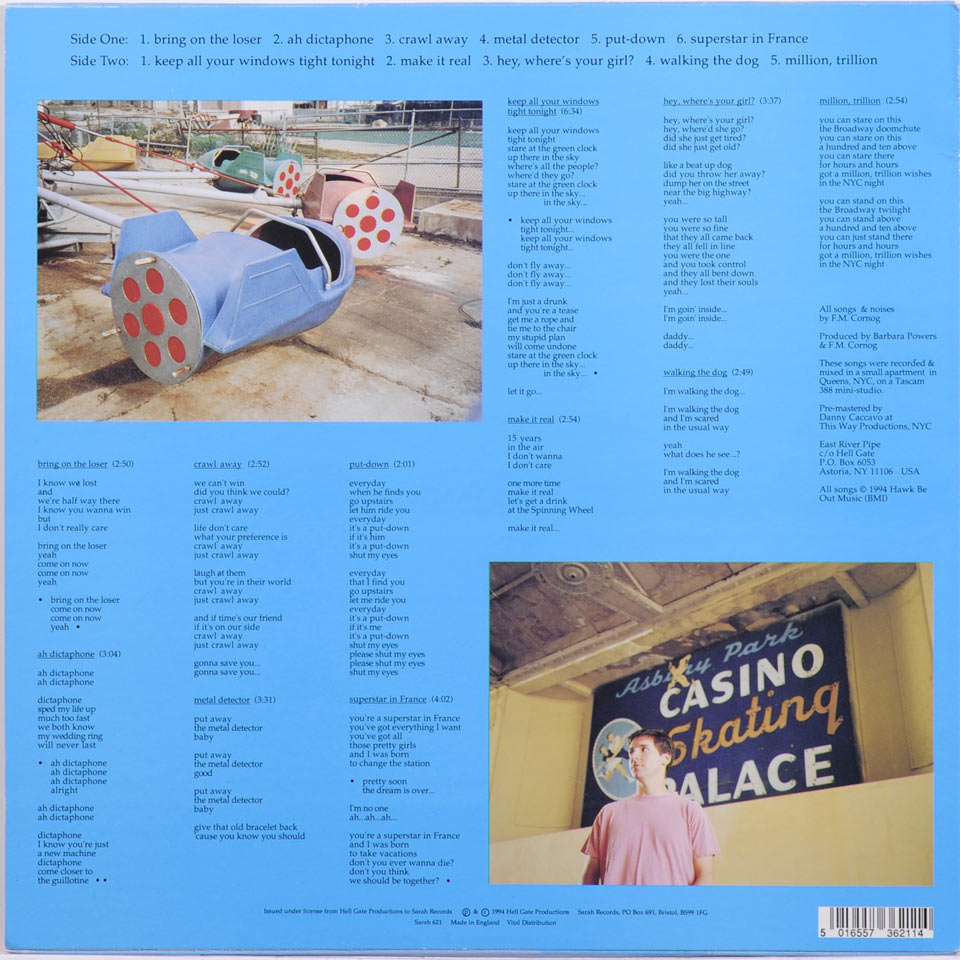 Side One: 1. bring on the loser 2. ah dictaphone 3. crawl away 4. metal detector 5. put-down 6. superstar in France
Side Two: 1. keep all your windows tight tonight 2. make it real 3. hey, where's your girl? 4. walking the dog 5. million, trillion
bring on the loser (2:50)
I know we lost
and
we're half way there
I know you wanna win
but
I don't really care
bring on the loser
yeah
come on now
come on now
yeah
• bring on the loser
come on now
come on now
yeah •
ah dictaphone (3:04)
ah dictaphone
ah dictaphone
dictaphone
sped my life up
much too fast
we both know
my wedding ring
will never last
• ah dictaphone
ah dictaphone
ah dictaphone
alright
ah dictaphone
ah dictaphone
dictaphone
I know you're just
a new machine
dictaphone
come closer to
the guillotine • •
crawl away (2:52)
we can't win
did you think we could?
crawl away
just crawl away
life don't care
what your preference is
crawl away
just crawl away
laugh at them
but you're in their world
crawl away
just crawl away
and if time's our friend
if it's on our side
crawl away
just crawl away
gonna save you...
gonna save you...
metal detector (3:31)
put away
the metal detector
baby
put away
the metal detector
good
put away
the metal detector
baby
give that old bracelet back
'cause you know you should
put-down (2:01)
everyday
when he finds you
go upstairs
let him ride you
everyday
it's a put-down
if it's him
it's a put-down
shut my eyes
everyday
that I find you
go upstairs
let me ride you
everyday
it's a put-down
if it's me
it's a put-down
shut my eyes
please shut my eyes
please shut my eyes
shut my eyes
superstar in France (4:02)
you're a superstar in France
you've got everything I want
you've got all
those pretty girls
and I was born
to change the station
• pretty soon
the dream is over...
I'm no one
ah...ah...ah...
you're a superstar in France
and I was born
to take vacations
don't you ever wanna die?
don't you think
we should be together? •
keep all your windows
tight tonight (6:34)
keep all your windows
tight tonight
stare at the green clock
up there in the sky
where's all the people?
where'd they go?
stare at the green clock
up there in the sky...
in the sky...
• keep all your windows
tight tonight...
keep all your windows
tight tonight...
don't fly away...
don't fly away...
don't fly away...
I'm just a drunk
and you're a tease
get me a rope and
tie me to the chair
my stupid plan
will come undone
stare at the green clock
up there in the sky...
in the sky... •
let it go...
make it real (2:54)
15 years
in the air
I don't wanna
I don't care
one more time
make it real
let's get a drink
at the Spinning Wheel
make it real...
hey, where's your girl? (3:37)
hey, where's your girl?
hey, where'd she go?
did she just get tired?
did she just get old?
like a beat up dog
did you throw her away?
dump her on the street
near the big highway?
yeah...
you were so tall
you were so fine
that they all came back
they all fell in line
you were the one
and you took control
and they all bent down
and they lost their souls
yeah...
I'm goin' inside...
I'm goin' inside...
daddy...
daddy...
walking the dog (2:49)
I'm walking the dog...
I'm walking the dog
and I'm scared
in the usual way
yeah
what does he see...?
I'm walking the dog
and I'm scared
in the usual way
million, trillion (2:54)
you can stare on this
the Broadway doomchute
you can stare on this
a hundred and ten above
you can stare there
for hours and hours
got a million, trillion wishes
in the NYC night
you can stand on this
the Broadway twilight
you can stand above
a hundred and ten above
you can just stand there
for hours and hours
got a million, trillion wishes
in the NYC night
All songs & noises
by F.M. Cornog
Produced by Barbara Powers
& F.M. Cornog
These songs were recorded &
mixed in a small apartment in
Queens, NYC, on a Tascam
388 mini-studio.
Pre-mastered by
Danny Caccavo at
This Way Productions, NYC
East River Pipe
c/o Hell Gate
P.O. Box 6053
Astoria, NY 11106 USA
All songs © 1994 Hawk Be
Out Music (BMI)
Asbury Park
CASINO
Skating
PALACE
Issued under license from Hell Gate Productions to Sarah Records ℗ & © 1994 Hell Gate Productions Sarah Records, PO Box 691, Bristol, BS99 1FG
Sarah 621 Made in England Vital Distribution
5 016557 362114